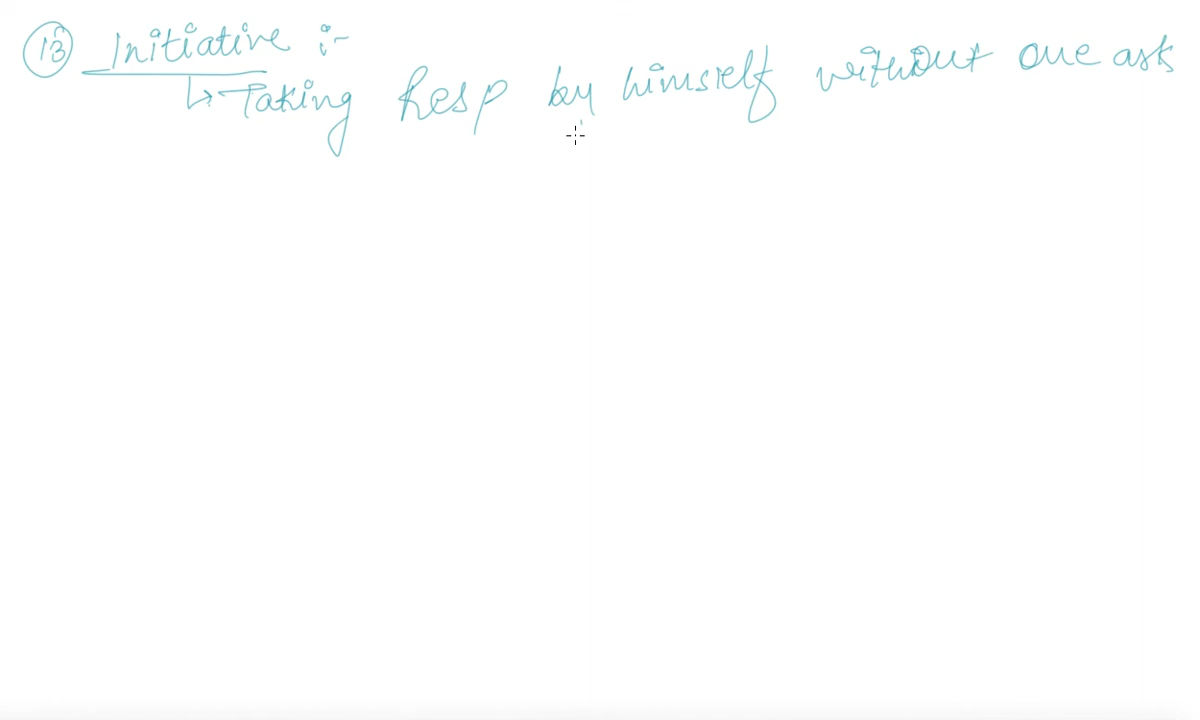 13 Initiative :-
↳ Taking Resp by himself without one ask